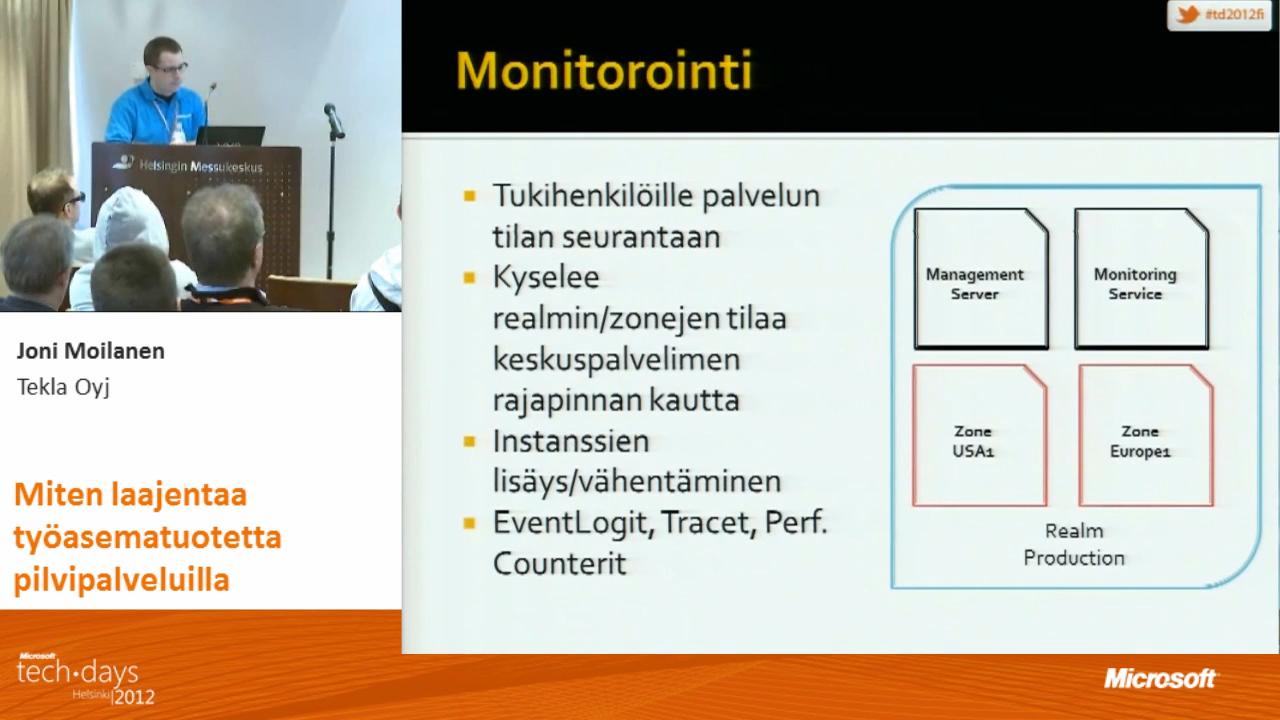 #td2012fi
Monitorointi
Helsingin Messukeskus
Tukihenkilöille palvelun
tilan seurantaan
Kyselee
realmin/zonejen tilaa
keskuspalvelimen
rajapinnan kautta
Instanssien
lisäys/vähentäminen
EventLogit, Tracet, Perf.
Counterit
Management
Server
Monitoring
Service
Zone
USA1
Zone
Europe1
Realm
Production
Joni Moilanen
Tekla Oyj
Miten laajentaa
työasematuotetta
pilvipalveluilla
Microsoft
tech·days
Helsinki|2012
Microsoft